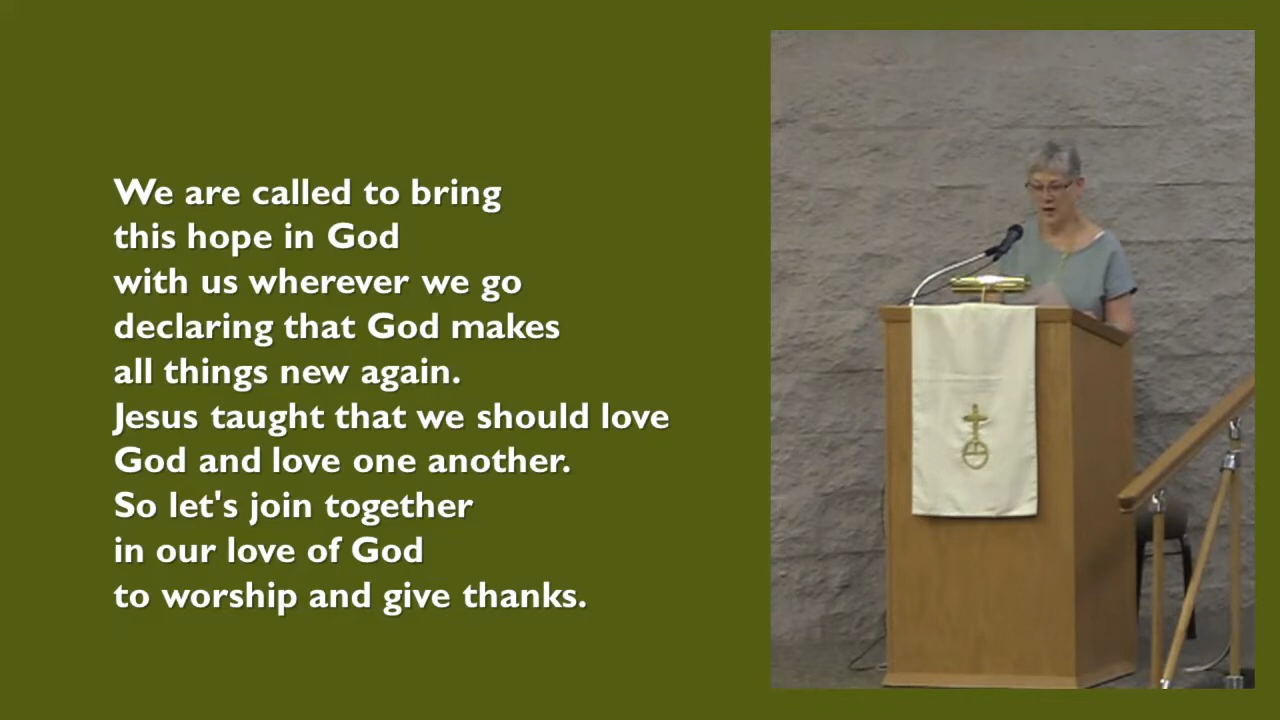 We are called to bring
this hope in God
with us wherever we go
declaring that God makes
all things new again.
Jesus taught that we should love
God and love one another.
So let's join together
in our love of God
to worship and give thanks.